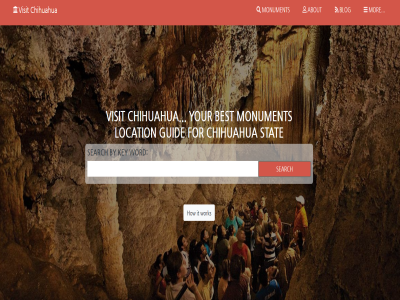 Visit Chihuahua
MONUMENTS
ABOUT
BLOG
MORE...
VISIT CHIHUAHUA... YOUR BEST MONUMENTS
LOCATION GUIDE FOR CHIHUAHUA STATE
SEARCH BY KEY WORD:
SEARCH
How it works